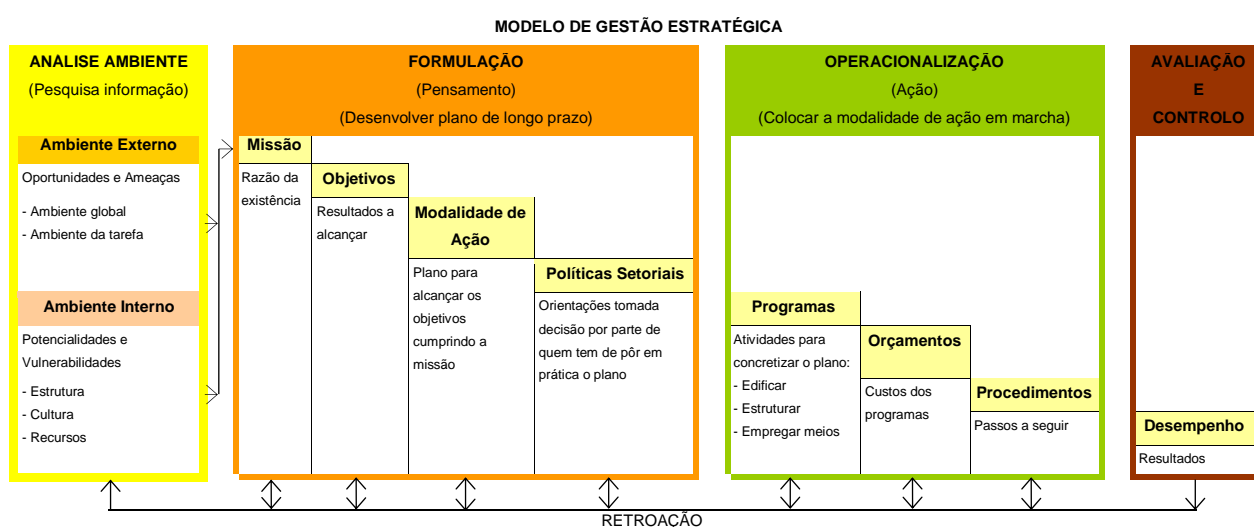 MODELO DE GESTÃO ESTRATÉGICA
ANALISE AMBIENTE
(Pesquisa informação)
Ambiente Externo
Oportunidades e Ameaças
- Ambiente global
- Ambiente da tarefa
Ambiente Interno
Potencialidades e
Vulnerabilidades
- Estrutura
- Cultura
- Recursos
FORMULAÇÃO
(Pensamento)
(Desenvolver plano de longo prazo)
Missão
Razão da
existência
Objetivos
Resultados a
alcançar
Modalidade de
Ação
Plano para
alcançar os
objetivos
cumprindo a
missão
Políticas Setoriais
Orientações tomada
decisão por parte de
quem tem de pôr em
prática o plano
OPERACIONALIZAÇÃO
(Ação)
(Colocar a modalidade de ação em marcha)
Programas
Atividades para
concretizar o plano:
- Edificar
- Estruturar
- Empregar meios
Orçamentos
Custos dos
programas
Procedimentos
Passos a seguir
AVALIAÇÃO
E
CONTROLO
Desempenho
Resultados
RETROAÇÃO